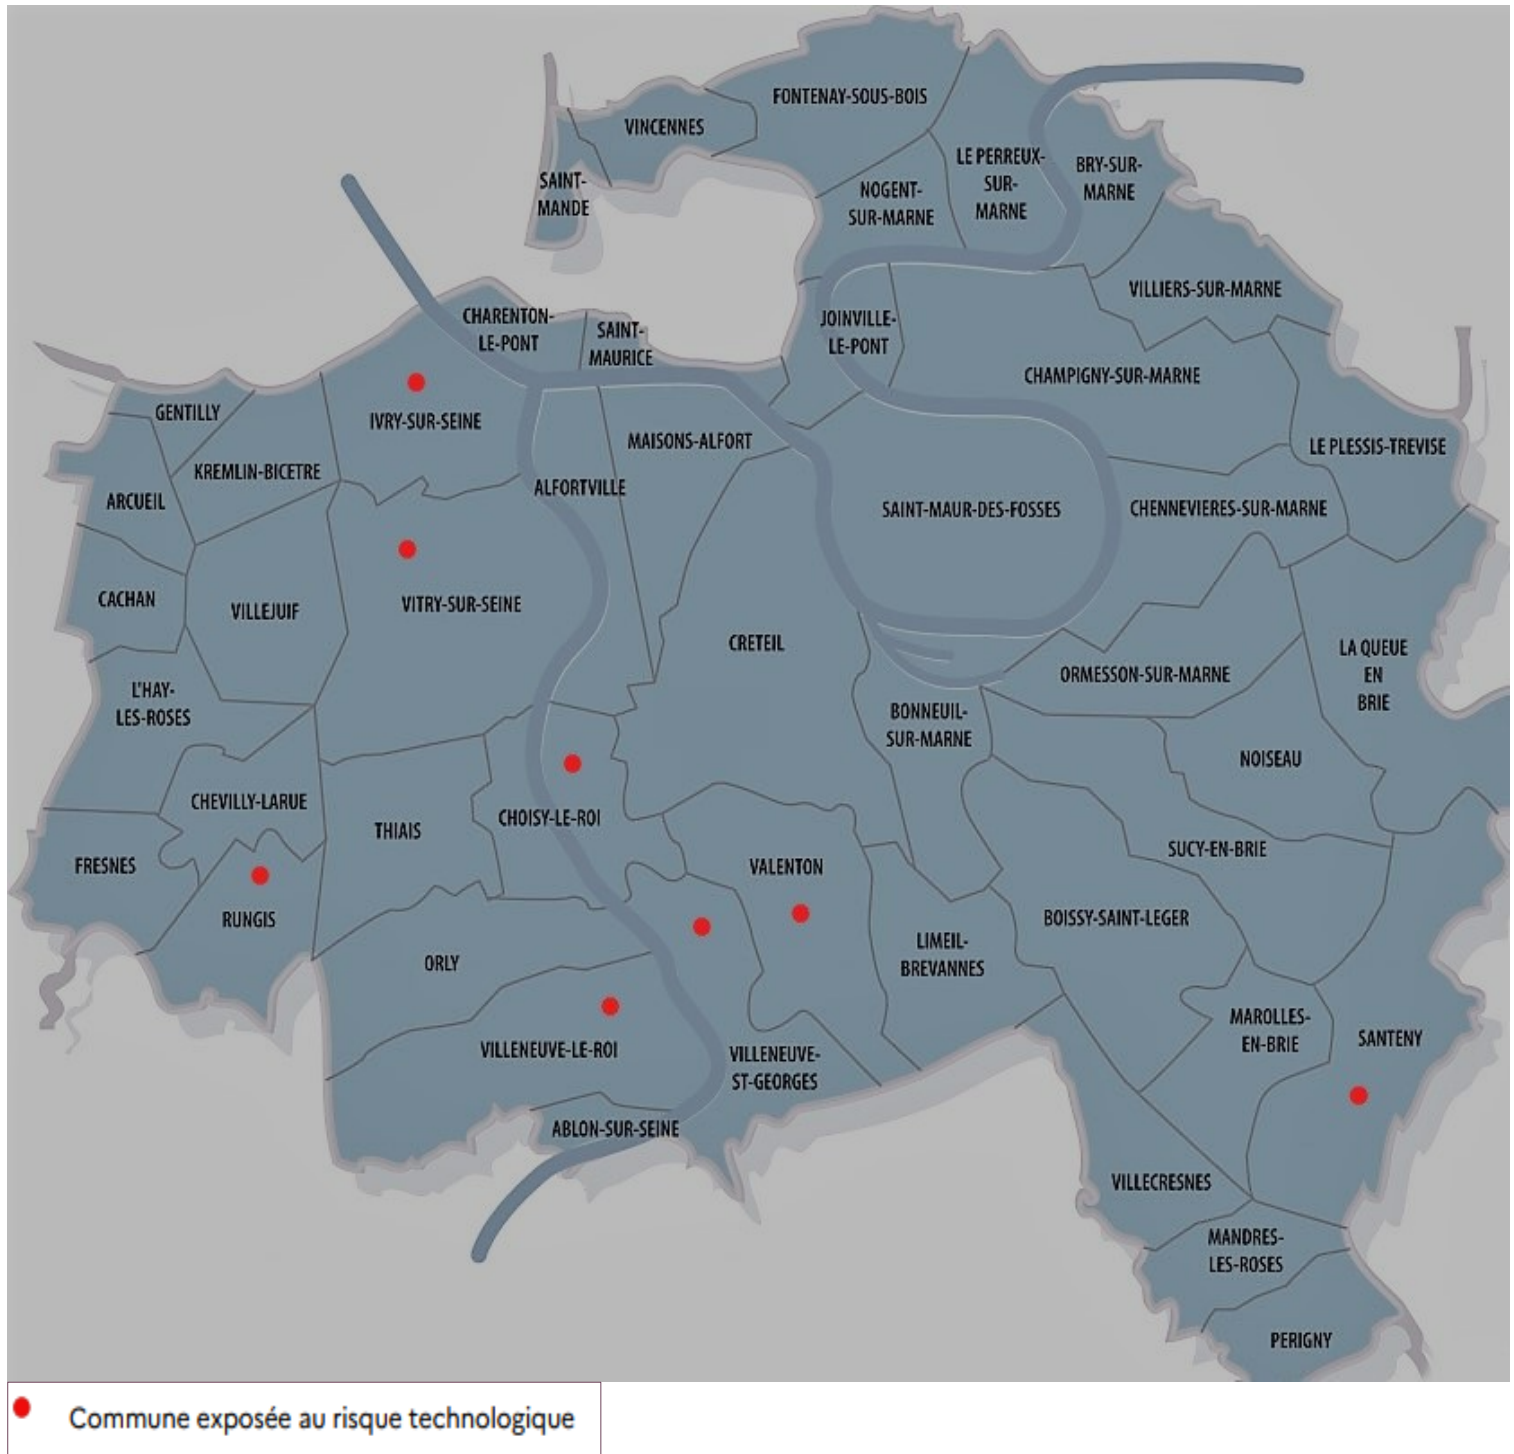 FONTENAY-SOUS-BOIS
VINCENNES
LE PERREUX-
SUR-
MARNE
BRY-SUR-
MARNE
SAINT-
MANDE
NOGENT-
SUR-MARNE
VILLIERS-SUR-MARNE
CHARENTON-
LE-PONT
SAINT-
MAURICE
JOINVILLE-
LE-PONT
CHAMPIGNY-SUR-MARNE
GENTILLY
IVRY-SUR-SEINE
MAISONS-ALFORT
LE PLESSIS-TREVISE
KREMLIN-BICETRE
ALFORTVILLE
ARCUEIL
SAINT-MAUR-DES-FOSSES
CHENNEVIERES-SUR-MARNE
CACHAN
VILLEJUIF
VITRY-SUR-SEINE
CRETEIL
LA QUEUE
EN
BRIE
ORMESSON-SUR-MARNE
L'HAY-
LES-ROSES
BONNEUIL-
SUR-MARNE
NOISEAU
CHEVILLY-LARUE
THIAIS
CHOISY-LE-ROI
SUCY-EN-BRIE
FRESNES
VALENTON
RUNGIS
BOISSY-SAINT-LEGER
ORLY
LIMEIL-
BREVANNES
MAROLLES-
EN-BRIE
SANTENY
VILLENEUVE-LE-ROI
VILLENEUVE-
ST-GEORGES
ABLON-SUR-SEINE
VILLECRESNES
MANDRES-
LES-ROSES
PERIGNY
Commune exposée au risque technologique